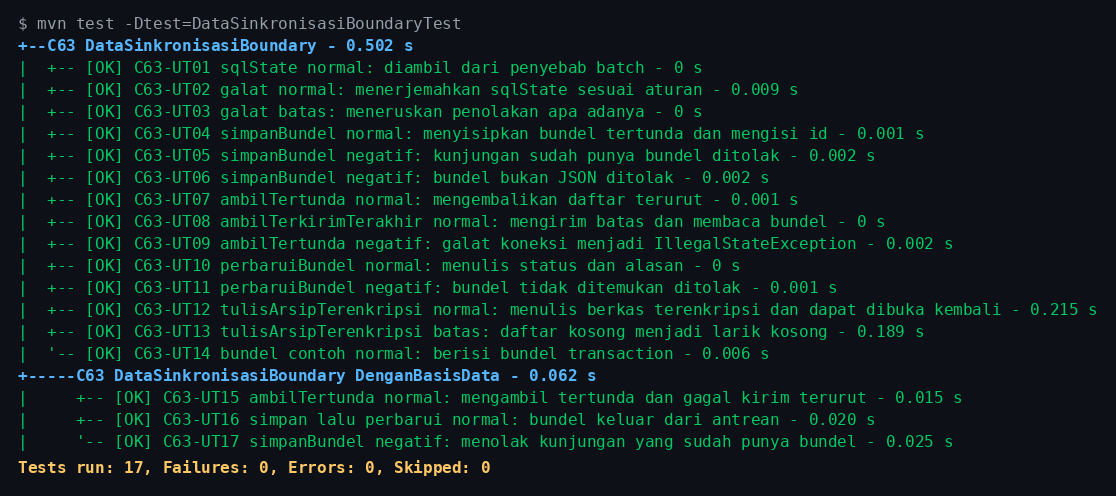 $ mvn test -Dtest=DataSinkronisasiBoundaryTest
+--C63 DataSinkronisasiBoundary - 0.502 s
|  +-- [OK] C63-UT01 sqlState normal: diambil dari penyebab batch - 0 s
|  +-- [OK] C63-UT02 galat normal: menerjemahkan sqlState sesuai aturan - 0.009 s
|  +-- [OK] C63-UT03 galat batas: meneruskan penolakan apa adanya - 0 s
|  +-- [OK] C63-UT04 simpanBundel normal: menyisipkan bundel tertunda dan mengisi id - 0.001 s
|  +-- [OK] C63-UT05 simpanBundel negatif: kunjungan sudah punya bundel ditolak - 0.002 s
|  +-- [OK] C63-UT06 simpanBundel negatif: bundel bukan JSON ditolak - 0.002 s
|  +-- [OK] C63-UT07 ambilTertunda normal: mengembalikan daftar terurut - 0.001 s
|  +-- [OK] C63-UT08 ambilTerkirimTerakhir normal: mengirim batas dan membaca bundel - 0 s
|  +-- [OK] C63-UT09 ambilTertunda negatif: galat koneksi menjadi IllegalStateException - 0.002 s
|  +-- [OK] C63-UT10 perbaruiBundel normal: menulis status dan alasan - 0 s
|  +-- [OK] C63-UT11 perbaruiBundel negatif: bundel tidak ditemukan ditolak - 0.001 s
|  +-- [OK] C63-UT12 tulisArsipTerenkripsi normal: menulis berkas terenkripsi dan dapat dibuka kembali - 0.215 s
|  +-- [OK] C63-UT13 tulisArsipTerenkripsi batas: daftar kosong menjadi larik kosong - 0.189 s
|  '-- [OK] C63-UT14 bundel contoh normal: berisi bundel transaction - 0.006 s
+-----C63 DataSinkronisasiBoundary DenganBasisData - 0.062 s
|     +-- [OK] C63-UT15 ambilTertunda normal: mengambil tertunda dan gagal kirim terurut - 0.015 s
|     +-- [OK] C63-UT16 simpan lalu perbarui normal: bundel keluar dari antrean - 0.020 s
|     '-- [OK] C63-UT17 simpanBundel negatif: menolak kunjungan yang sudah punya bundel - 0.025 s
Tests run: 17, Failures: 0, Errors: 0, Skipped: 0